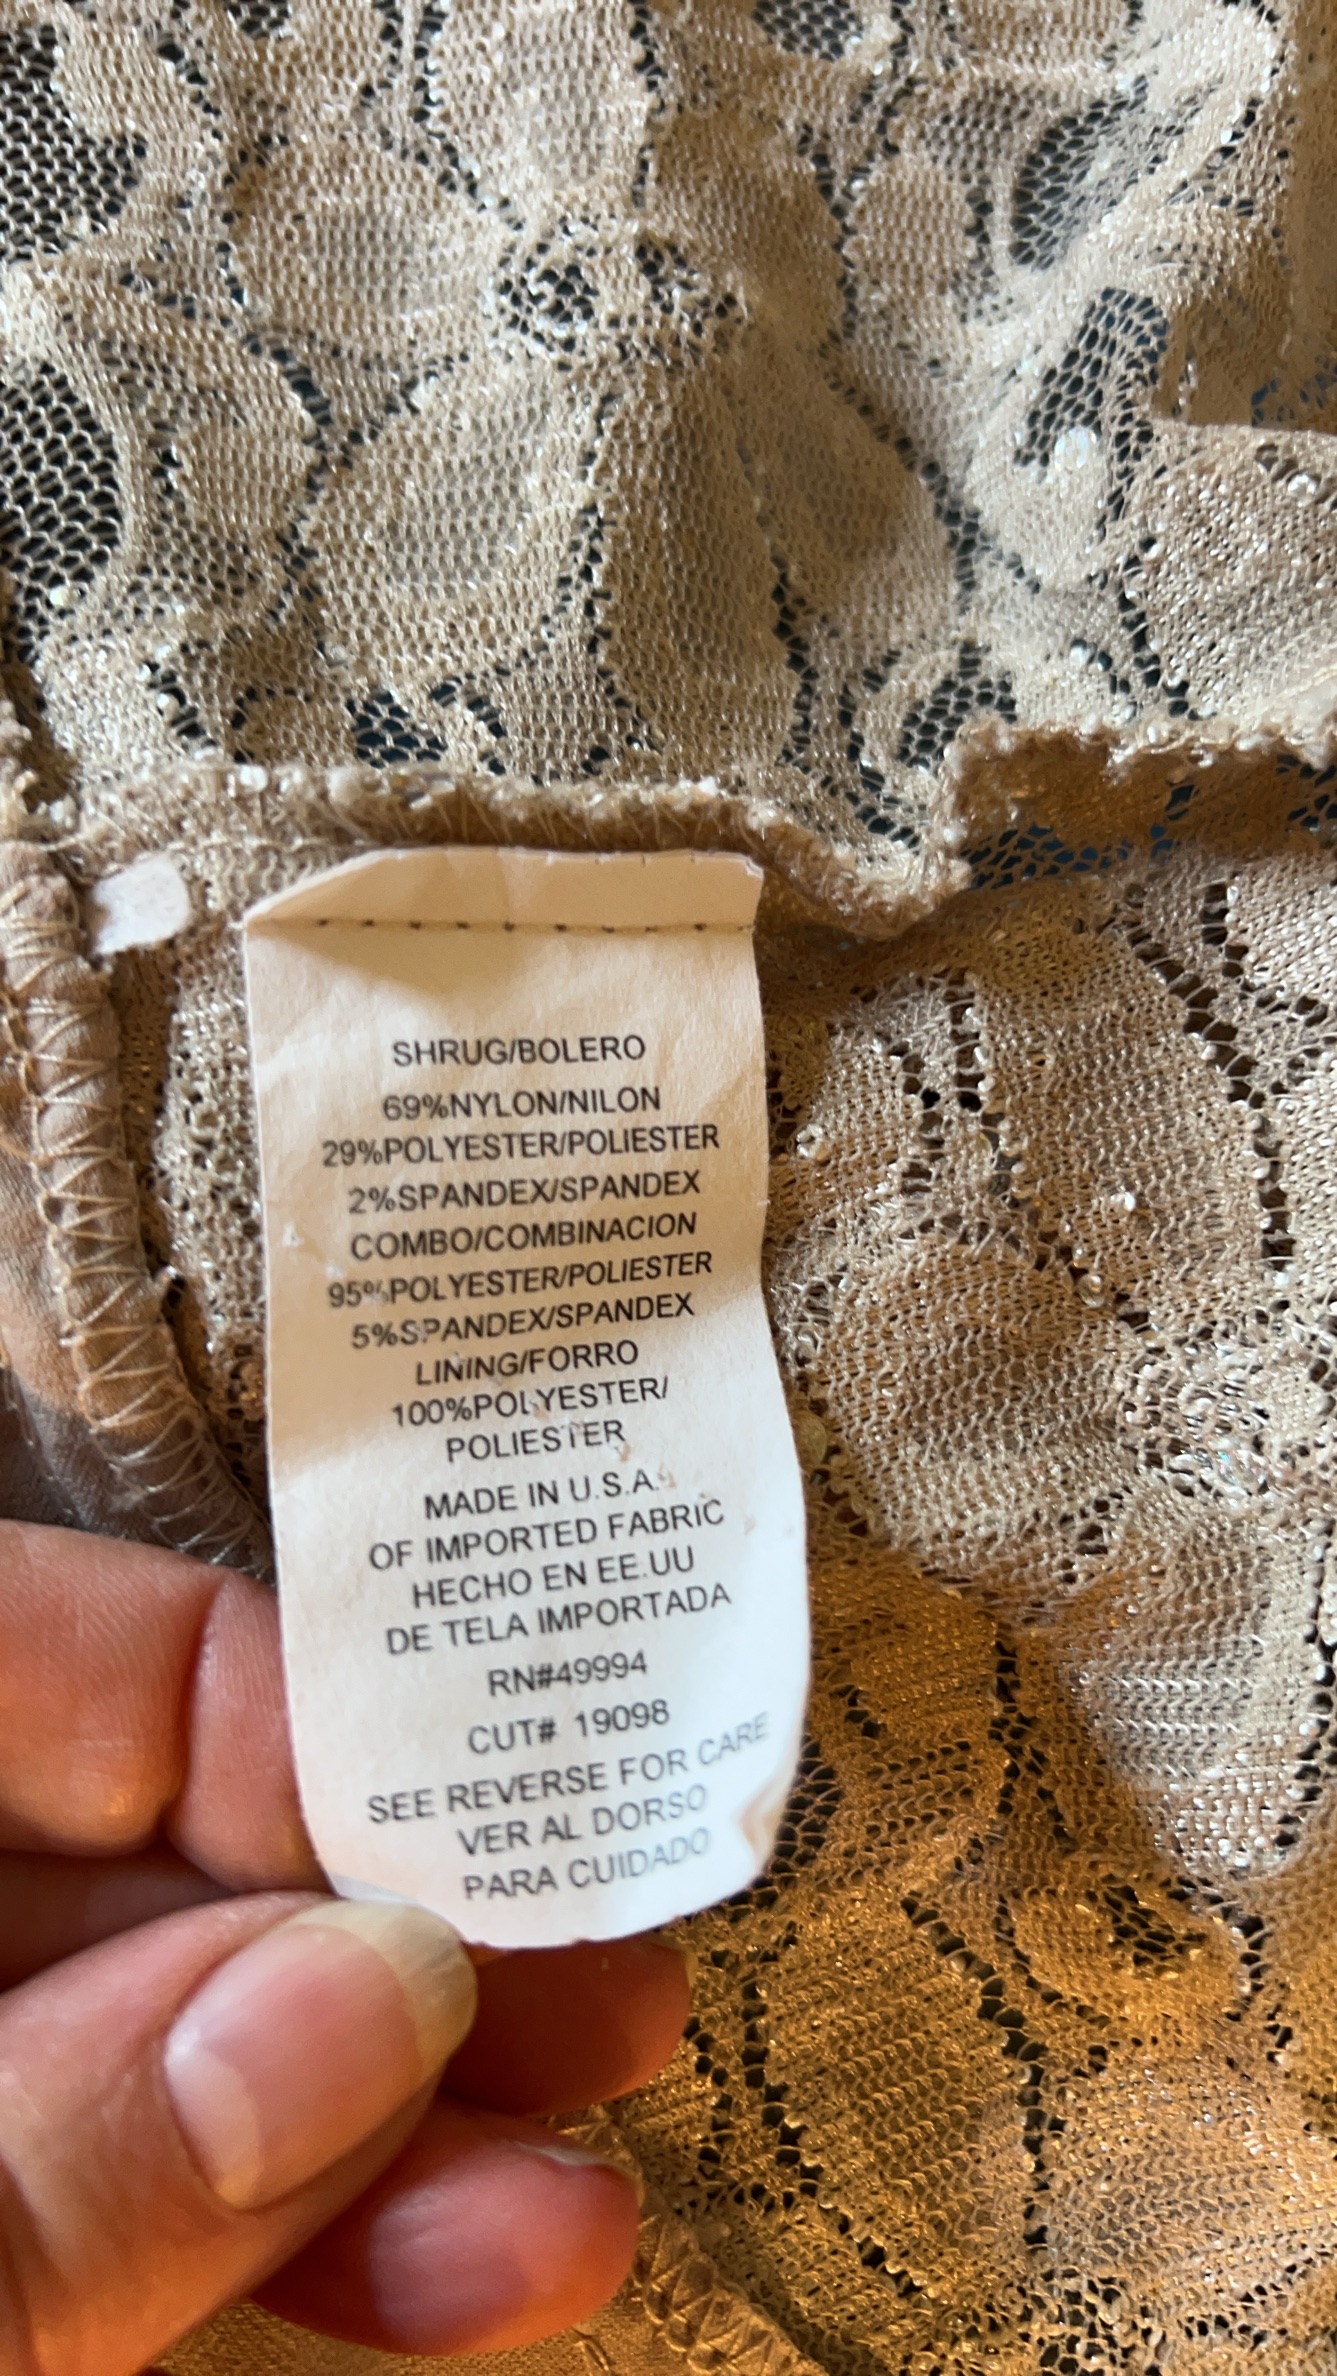 SHRUG/BOLERO
69%NYLON/NILON
29%POLYESTER/POLIESTER
2%SPANDEX/SPANDEX
COMBO/COMBINACION
95%POLYESTER/POLIESTER
5%SPANDEX/SPANDEX
LINING/FORRO
100%POLYESTER/
POLIESTER
MADE IN U.S.A.
OF IMPORTED FABRIC
HECHO EN EE.UU
DE TELA IMPORTADA
RN#49994
CUT# 19098
SEE REVERSE FOR CARE
VER AL DORSO
PARA CUIDADO